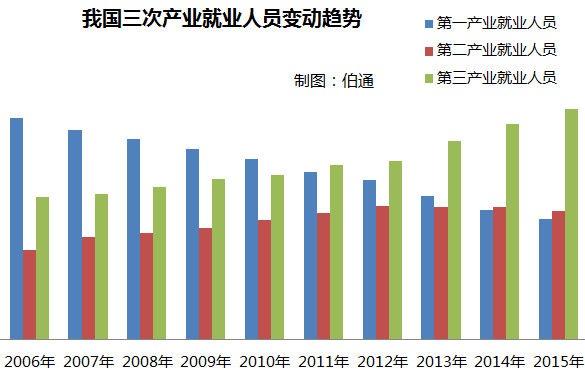 我国三次产业就业人员变动趋势
第一产业就业人员
第二产业就业人员
第三产业就业人员
制图：伯通
2006年 2007年 2008年 2009年 2010年 2011年 2012年 2013年 2014年 2015年